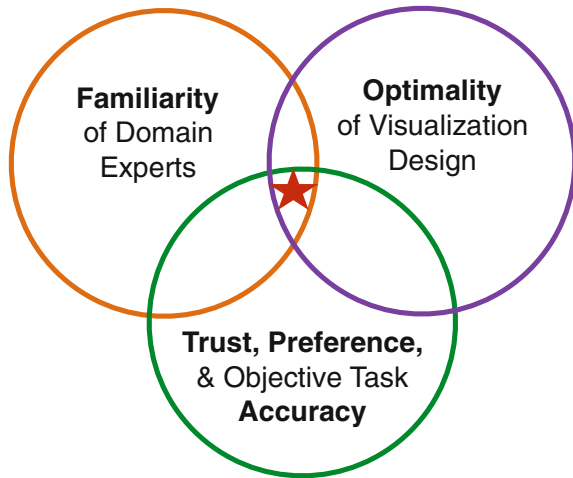 Familiarity
of Domain
Experts
Optimality
of Visualization
Design
Trust, Preference,
& Objective Task
Accuracy